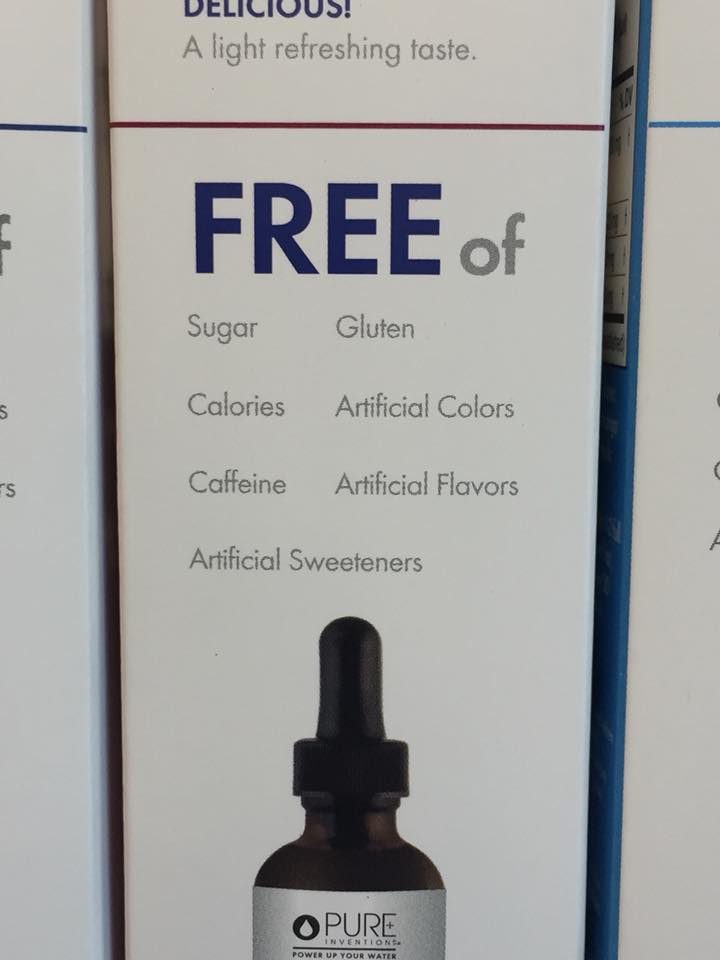 DELICIOUS!
A light refreshing taste.
FREE of
Sugar Gluten
Calories Artificial Colors
Caffeine Artificial Flavors
Artificial Sweeteners
PURE
INVENTIONS
POWER UP YOUR WATER